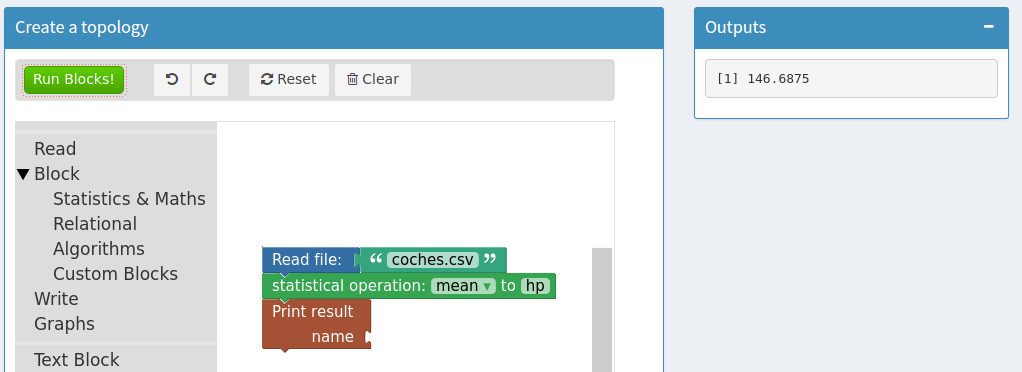 Create a topology
Run Blocks!
Reset
Clear
Read
Block
Statistics & Maths
Relational
Algorithms
Custom Blocks
Write
Graphs
Text Block
Read file: “ coches.csv ”
statistical operation: mean ▾ to hp
Print result
name
Outputs
[1] 146.6875